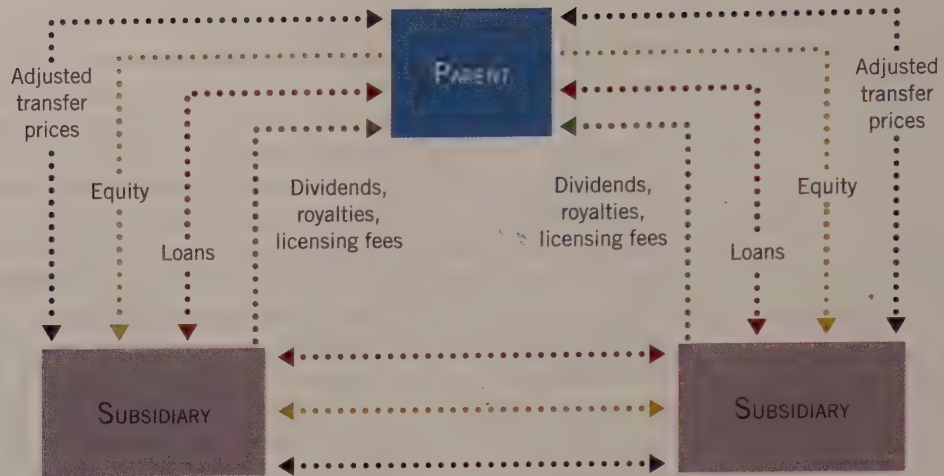 PARENT
Adjusted
transfer
prices
Equity
Loans
Dividends,
royalties,
licensing fees
Dividends,
royalties,
licensing fees
Loans
Equity
Adjusted
transfer
prices
SUBSIDIARY
SUBSIDIARY